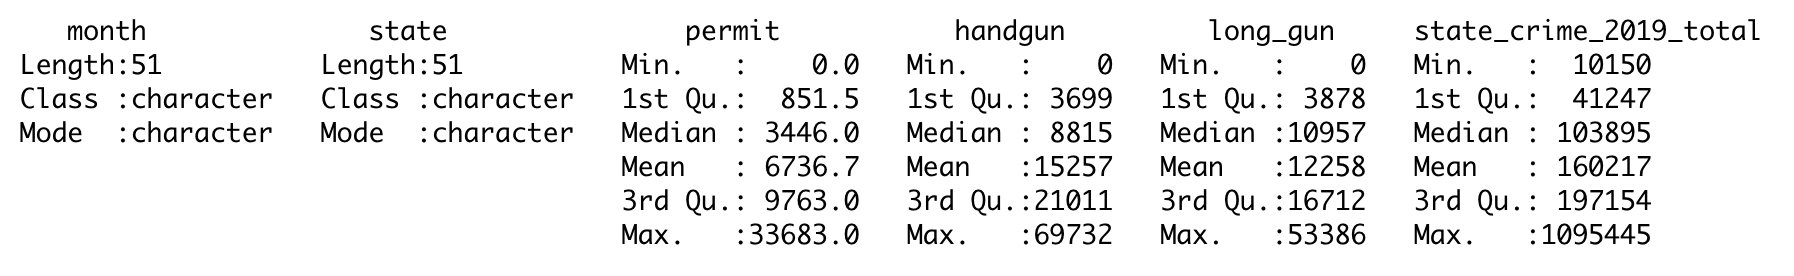 month state permit handgun long_gun state_crime_2019_total
Length:51 Length:51 Min. : 0.0 Min. : 0 Min. : 0 Min. : 10150
Class :character Class :character 1st Qu.: 851.5 1st Qu.: 3699 1st Qu.: 3878 1st Qu.: 41247
Mode :character Mode :character Median : 3446.0 Median : 8815 Median :10957 Median : 103895
Mean : 6736.7 Mean :15257 Mean :12258 Mean : 160217
3rd Qu.: 9763.0 3rd Qu.:21011 3rd Qu.:16712 3rd Qu.: 197154
Max. :33683.0 Max. :69732 Max. :53386 Max. :1095445